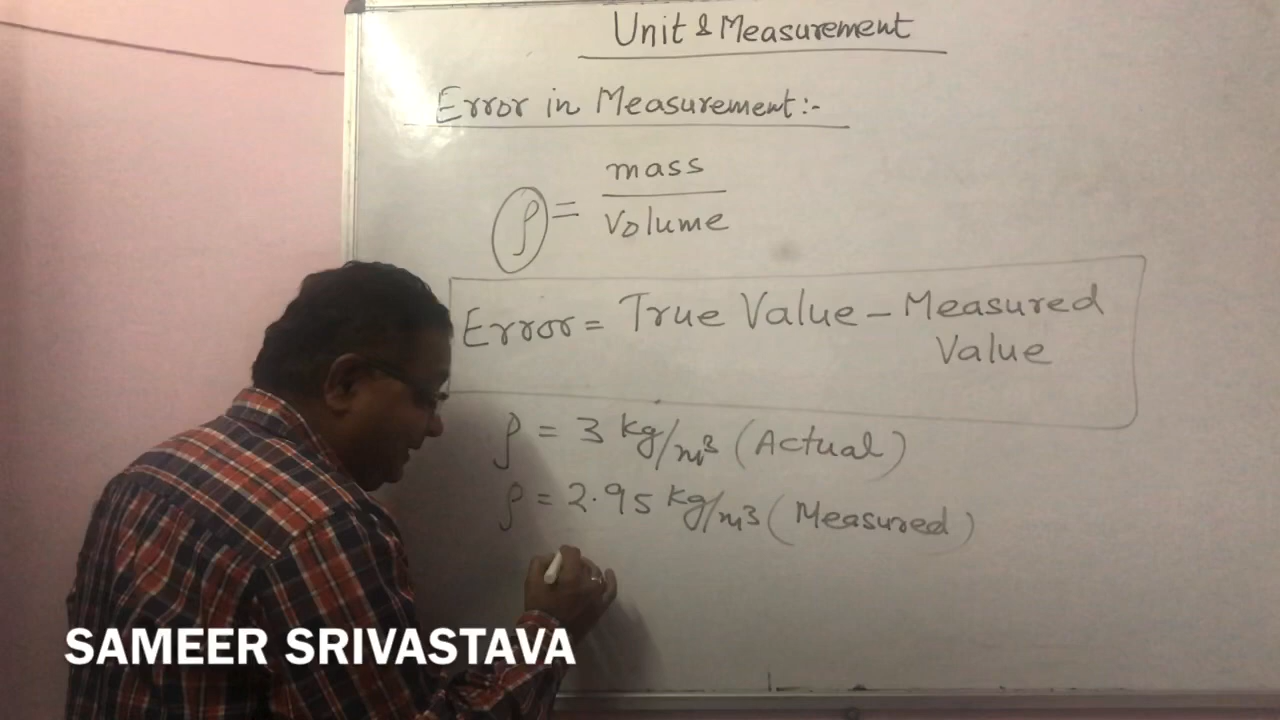 Unit & Measurement
Error in Measurement:-
ρ = mass
Volume
Error = True Value - Measured
Value
ρ = 3 kg/m³ (Actual)
ρ = 2.95 kg/m³ (Measured)
SAMEER SRIVASTAVA